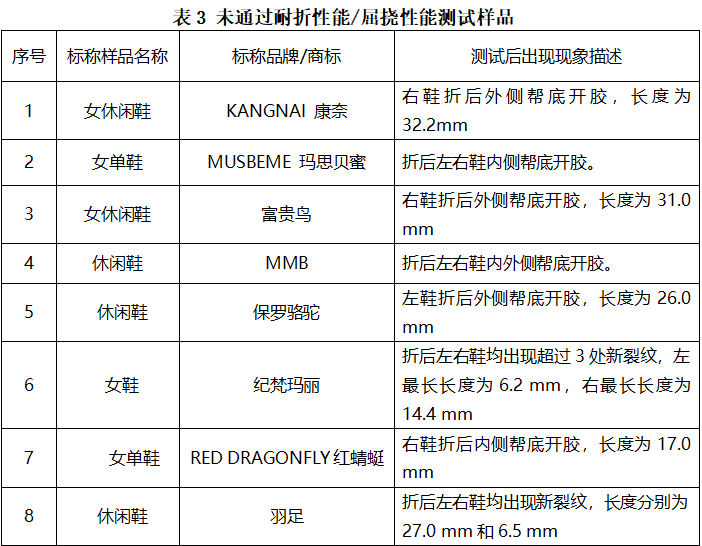 表 3 未通过耐折性能/屈挠性能测试样品
序号 标称样品名称 标称品牌/商标 测试后出现现象描述
1 女休闲鞋 KANGNAI 康奈 右鞋折后外侧帮底开胶，长度为
32.2mm
2 女单鞋 MUSBEME 玛思贝蜜 折后左右鞋内侧帮底开胶。
3 女休闲鞋 富贵鸟 右鞋折后外侧帮底开胶，长度为 31.0
mm
4 休闲鞋 MMB 折后左右鞋内外侧帮底开胶。
5 休闲鞋 保罗骆驼 左鞋折后外侧帮底开胶，长度为 26.0
mm
6 女鞋 纪梵玛丽 折后左右鞋均出现超过 3 处新裂纹，左
最长长度为 6.2 mm，右最长长度为
14.4 mm
7 女单鞋 RED DRAGONFLY 红蜻蜓 右鞋折后内侧帮底开胶，长度为 17.0
mm
8 休闲鞋 羽足 折后左右鞋均出现新裂纹，长度分别为
27.0 mm 和 6.5 mm